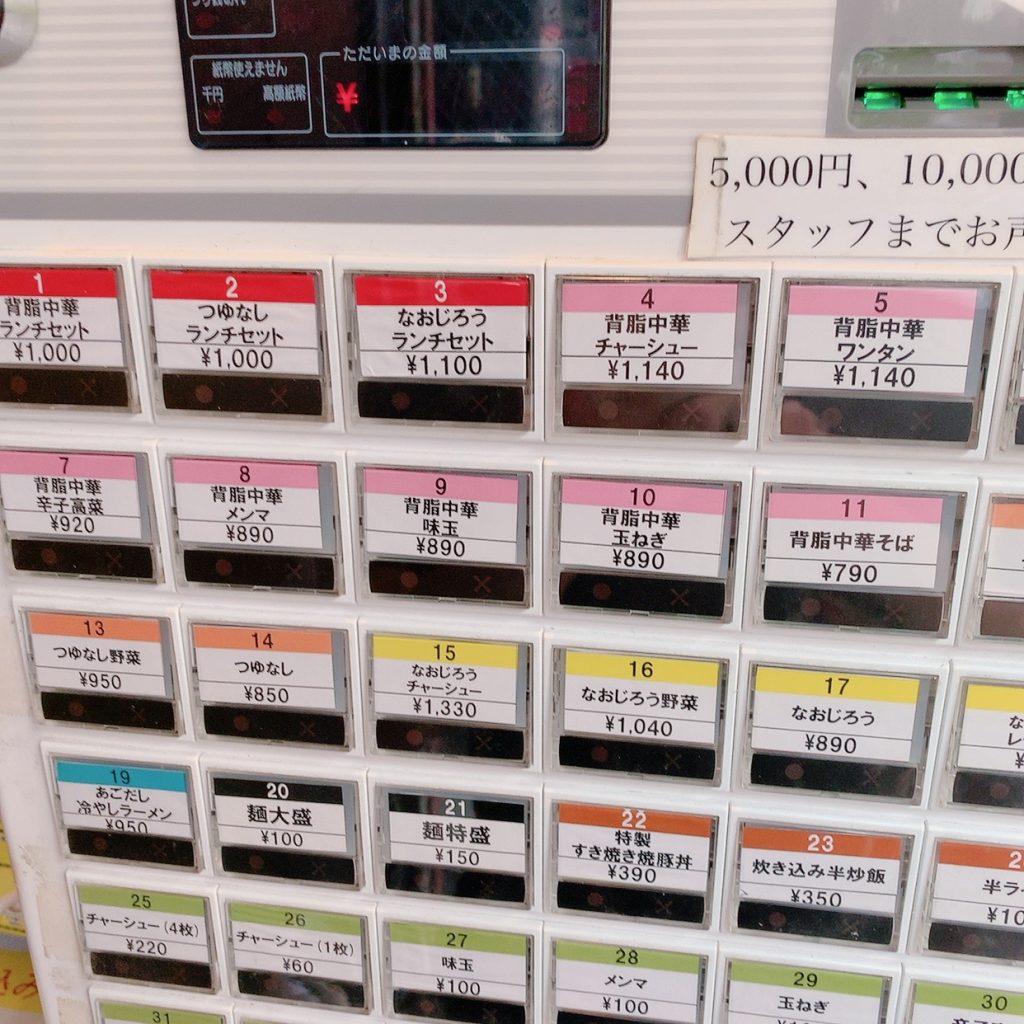 ただいまの金額
紙幣使えません
千円 高額紙幣
¥
5,000円、10,000
スタッフまでお声
1
背脂中華
ランチセット
¥1,000
2
つゆなし
ランチセット
¥1,000
3
なおじろう
ランチセット
¥1,100
4
背脂中華
チャーシュー
¥1,140
5
背脂中華
ワンタン
¥1,140
7
背脂中華
辛子高菜
¥920
8
背脂中華
メンマ
¥890
9
背脂中華
味玉
¥890
10
背脂中華
玉ねぎ
¥890
11
背脂中華そば
¥790
13
つゆなし野菜
¥950
14
つゆなし
¥850
15
なおじろう
チャーシュー
¥1,330
16
なおじろう野菜
¥1,040
17
なおじろう
¥890
な
レ
¥
19
あごだし
冷やしラーメン
¥950
20
麺大盛
¥100
21
麺特盛
¥150
22
特製
すき焼き焼豚丼
¥390
23
炊き込み半炒飯
¥350
2
半ラ
¥10
25
チャーシュー(4枚)
¥220
26
チャーシュー(1枚)
¥60
27
味玉
¥100
28
メンマ
¥100
29
玉ねぎ
30
31